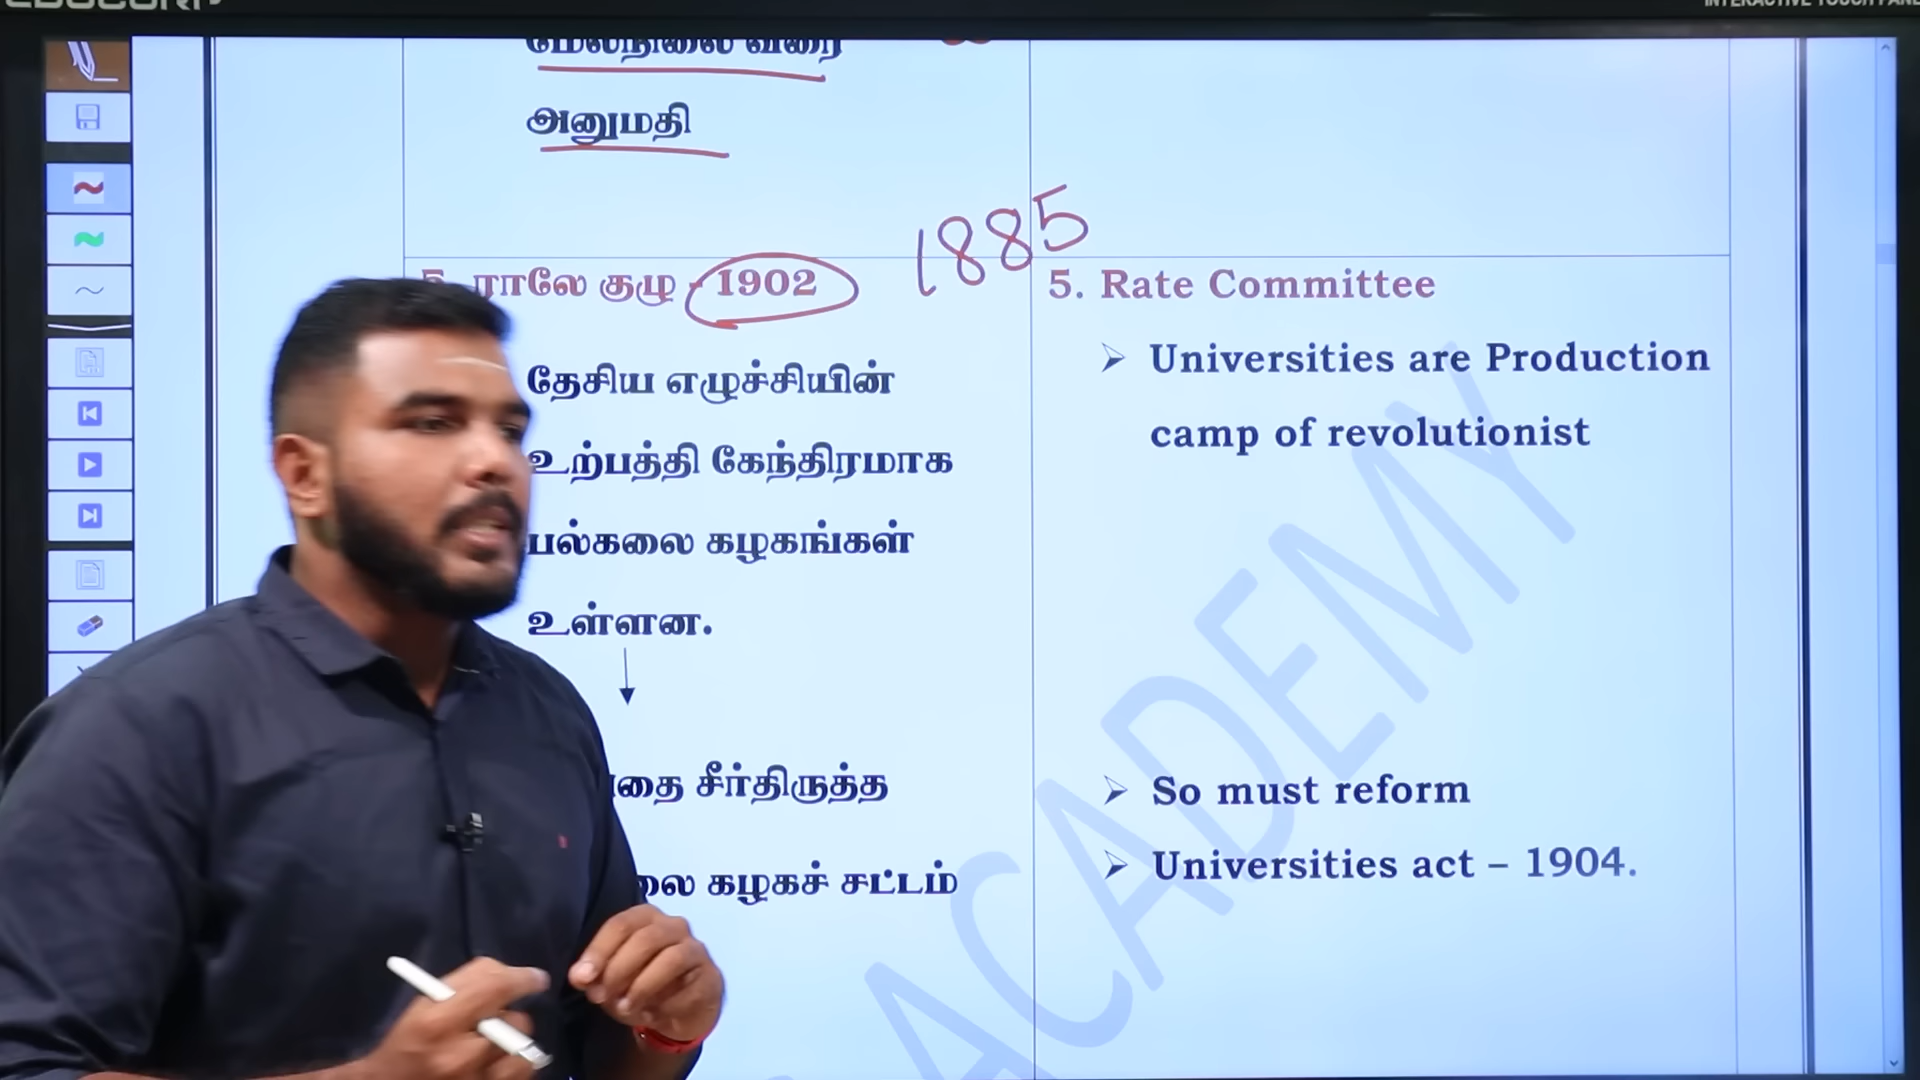 மேல்நிலை வரை
அனுமதி
1885
ராலே குழு - 1902
தேசிய எழுச்சியின்
உற்பத்தி கேந்திரமாக
பல்கலை கழகங்கள்
உள்ளன.
சீர்திருத்த
கழகச் சட்டம்
5. Rate Committee
➢ Universities are Production
camp of revolutionist
➢ So must reform
➢ Universities act – 1904.
ACADEMY